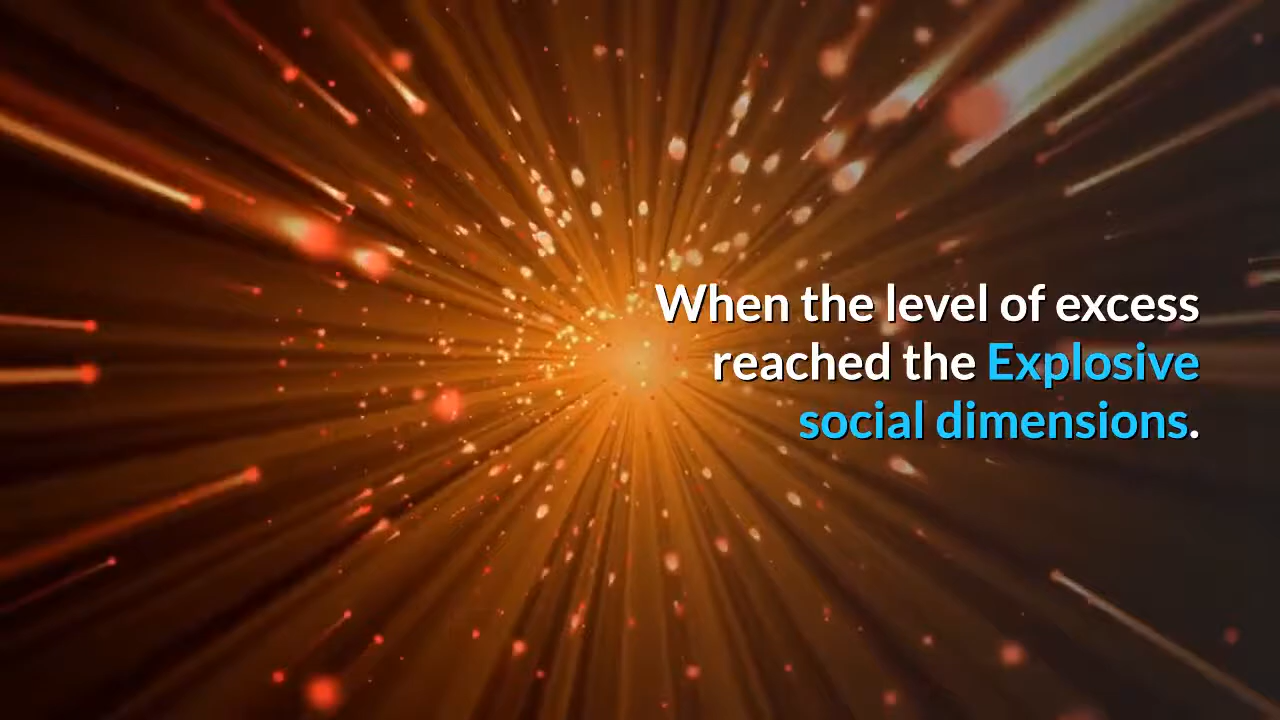 When the level of excess
reached the Explosive
social dimensions.